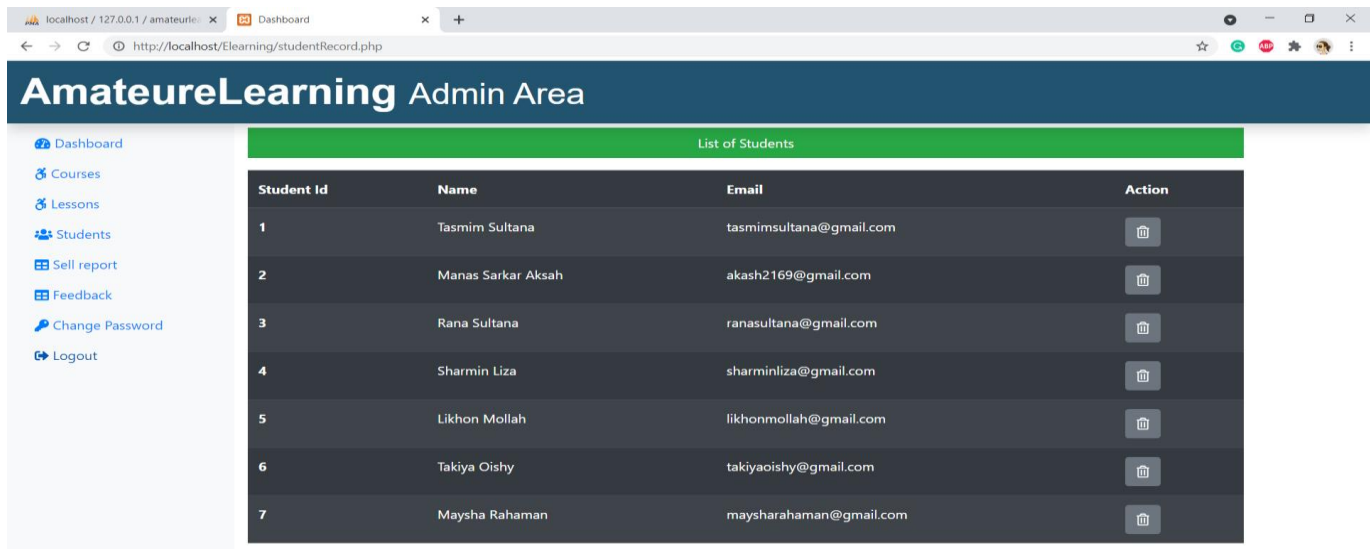 localhost / 127.0.0.1 / amateurlea
Dashboard
http://localhost/Elearning/studentRecord.php
ABP
AmateureLearning Admin Area
Dashboard
Courses
Lessons
Students
Sell report
Feedback
Change Password
Logout
List of Students
Student Id Name Email Action
1 Tasmim Sultana tasmimsultana@gmail.com
2 Manas Sarkar Aksah akash2169@gmail.com
3 Rana Sultana ranasultana@gmail.com
4 Sharmin Liza sharminliza@gmail.com
5 Likhon Mollah likhonmollah@gmail.com
6 Takiya Oishy takiyaoishy@gmail.com
7 Maysha Rahaman maysharahaman@gmail.com